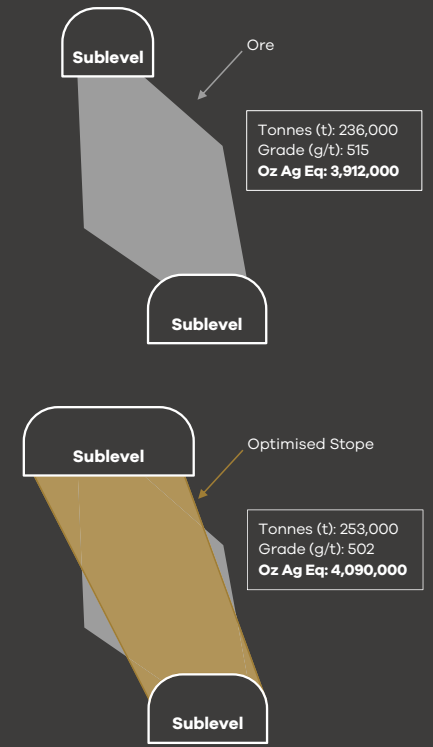 Sublevel
Ore
Tonnes (t): 236,000
Grade (g/t): 515
Oz Ag Eq: 3,912,000
Sublevel
Optimised Stope
Sublevel
Tonnes (t): 253,000
Grade (g/t): 502
Oz Ag Eq: 4,090,000
Sublevel